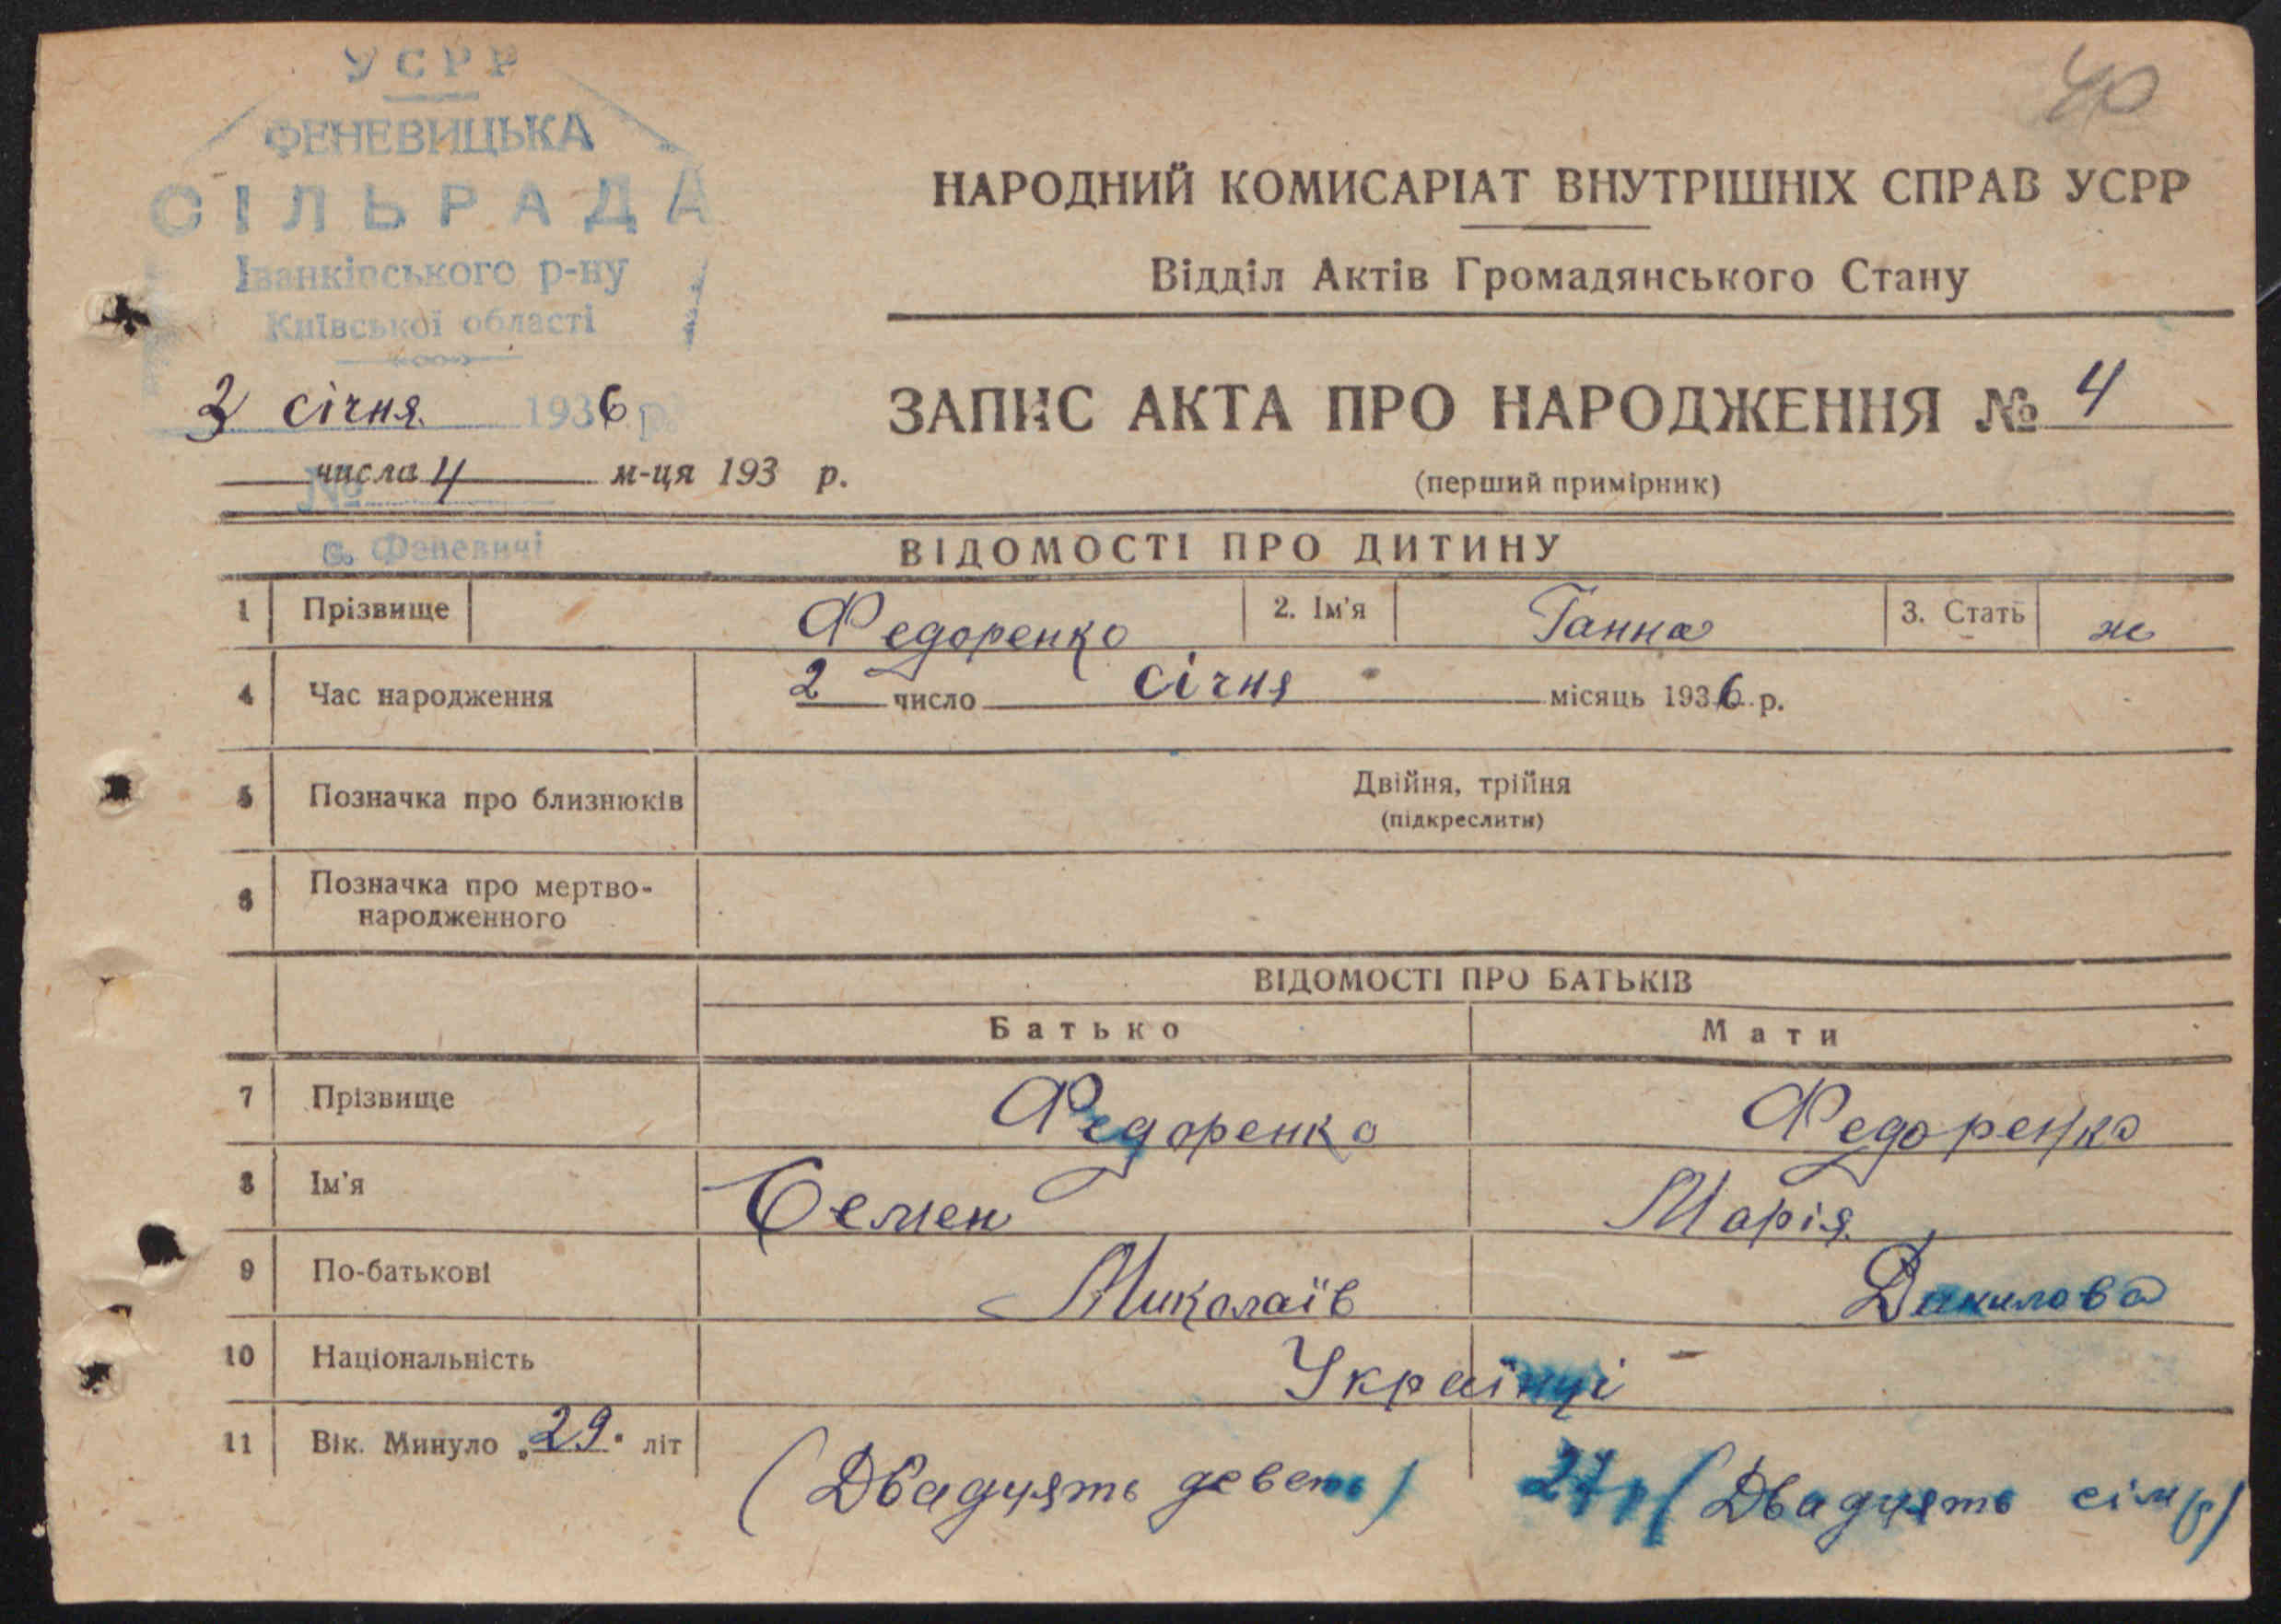 УСРР
ФЕНЕВИЦЬКА
СІЛЬРАДА
Іванківського р-ну
Київської області
3 січня 1936 р.
числа 4 м-ця 193 р.
№
с. Феневичі
40
НАРОДНИЙ КОМИСАРІАТ ВНУТРІШНІХ СПРАВ УСРР
Відділ Актів Громадянського Стану
ЗАПИС АКТА ПРО НАРОДЖЕННЯ № 4
(перший примірник)
ВІДОМОСТІ ПРО ДИТИНУ
1 Прізвище Федоренко 2. Ім'я Ганна 3. Стать ж
4 Час народження 2 число січня місяць 1936 р.
5 Позначка про близнюків Двійня, трійня
(підкреслити)
6 Позначка про мертво-
народженного
ВІДОМОСТІ ПРО БАТЬКІВ
Батько Мати
7 Прізвище Федоренко Федоренко
8 Ім'я Семен Марія
9 По-батькові Миколаїв Данилова
10 Національність Українці
11 Вік. Минуло „29" літ (Двадцять деветь) 27 (Двадцять сім)